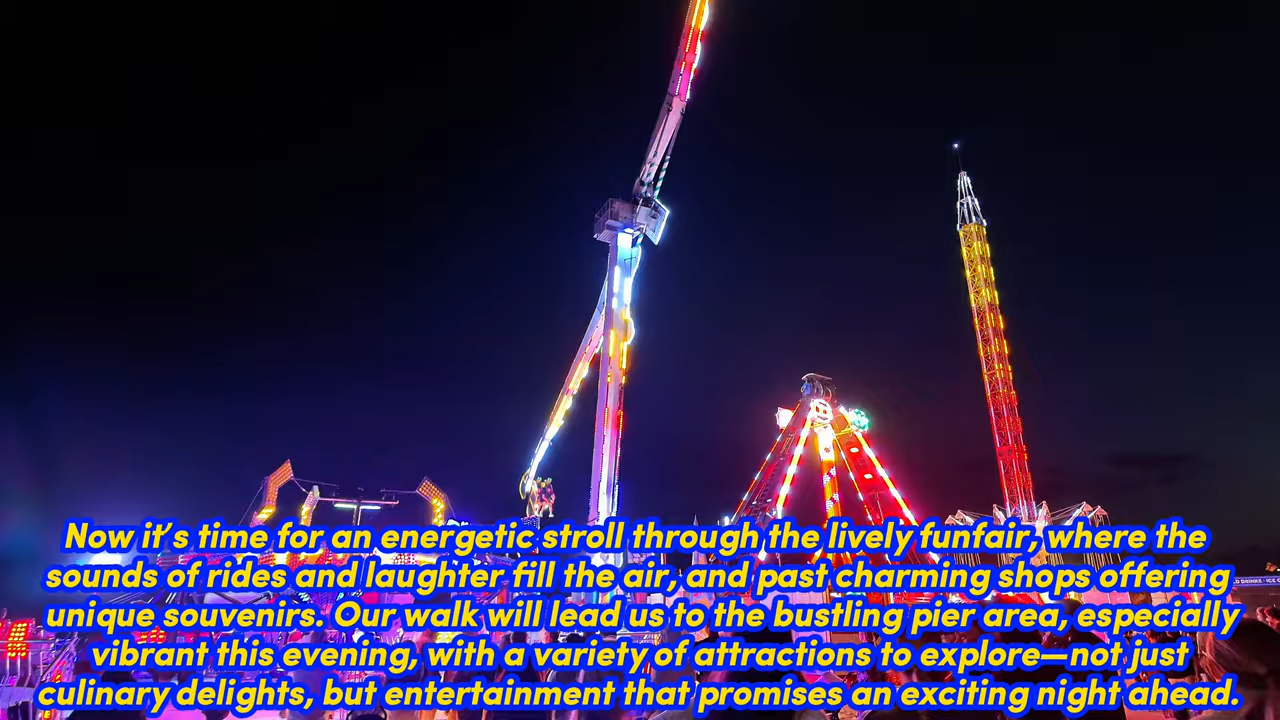 Now it's time for an energetic stroll through the lively funfair, where the
sounds of rides and laughter fill the air, and past charming shops offering
unique souvenirs. Our walk will lead us to the bustling pier area, especially
vibrant this evening, with a variety of attractions to explore—not just
culinary delights, but entertainment that promises an exciting night ahead.
DRINKS · ICE